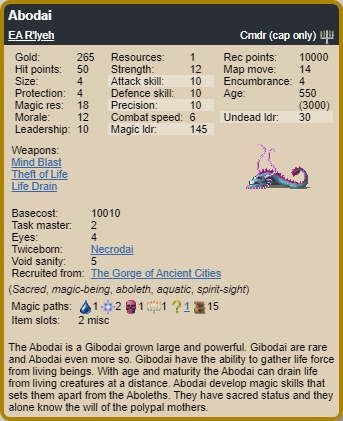 Abodai
EA R'lyeh Cmdr (cap only)
Gold: 265 Resources: 1 Rec points: 10000
Hit points: 50 Strength: 12 Map move: 14
Size: 4 Attack skill: 10 Encumbrance: 4
Protection: 4 Defence skill: 10 Age: 550
Magic res: 18 Precision: 10 (3000)
Morale: 12 Combat speed: 6 Undead ldr: 30
Leadership: 10 Magic ldr: 145
Weapons:
Mind Blast
Theft of Life
Life Drain
Basecost: 10010
Task master: 2
Eyes: 4
Twiceborn: Necrodai
Void sanity: 5
Recruited from: The Gorge of Ancient Cities
(Sacred, magic-being, aboleth, aquatic, spirit-sight)
Magic paths: 1 2 1 1 ? 1 15
Item slots: 2 misc
The Abodai is a Gibodai grown large and powerful. Gibodai are rare
and Abodai even more so. Gibodai have the ability to gather life force
from living beings. With age and maturity the Abodai can drain life
from living creatures at a distance. Abodai develop magic skills that
sets them apart from the Aboleths. They have sacred status and they
alone know the will of the polypal mothers.